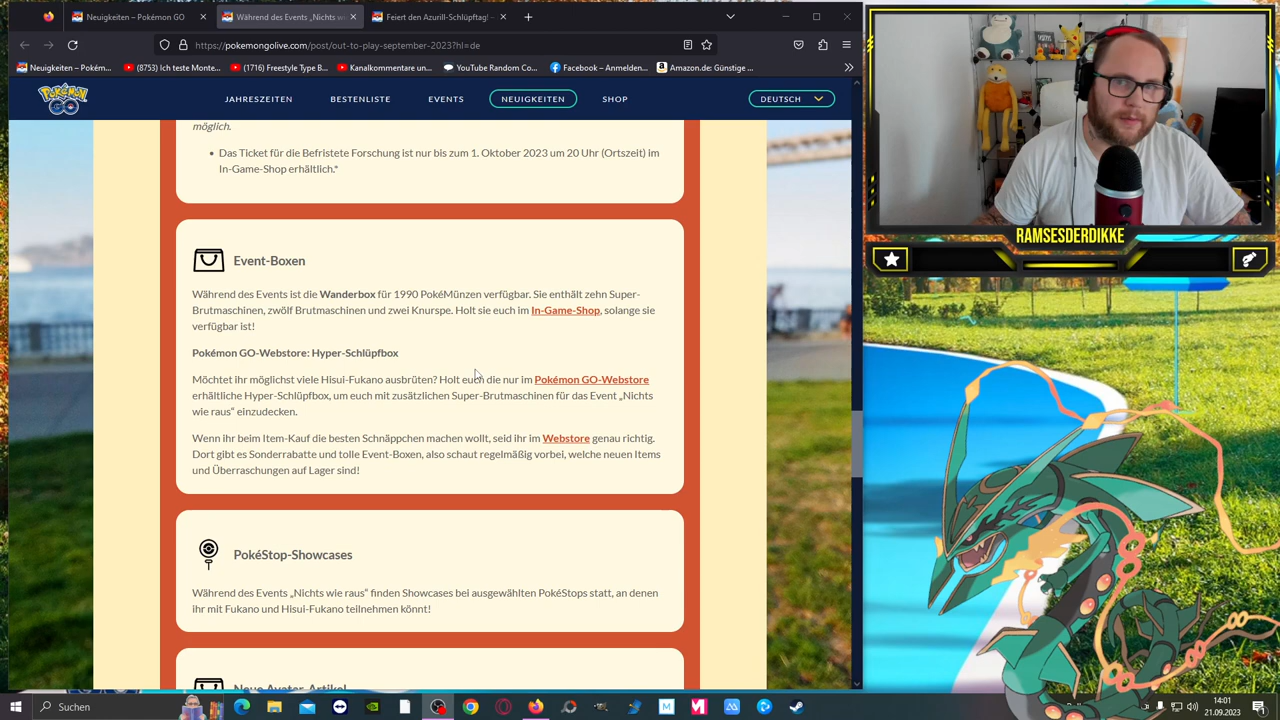 Neuigkeiten – Pokémon GO
Während des Events „Nichts wi
Feiert den Azurill-Schlüpftag! –
https://pokemongolive.com/post/out-to-play-september-2023?hl=de
Neuigkeiten – Pokém...
(8753) Ich teste Monte...
(1716) Freestyle Type B...
Kanalkommentare un...
YouTube Random Co...
Facebook – Anmelden...
Amazon.de: Günstige ...
POKÉMON GO
JAHRESZEITEN
BESTENLISTE
EVENTS
NEUIGKEITEN
SHOP
DEUTSCH
möglich.
• Das Ticket für die Befristete Forschung ist nur bis zum 1. Oktober 2023 um 20 Uhr (Ortszeit) im
In-Game-Shop erhältlich.*
Event-Boxen
Während des Events ist die Wanderbox für 1990 PokéMünzen verfügbar. Sie enthält zehn Super-
Brutmaschinen, zwölf Brutmaschinen und zwei Knurspe. Holt sie euch im In-Game-Shop, solange sie
verfügbar ist!
Pokémon GO-Webstore: Hyper-Schlüpfbox
Möchtet ihr möglichst viele Hisui-Fukano ausbrüten? Holt euch die nur im Pokémon GO-Webstore
erhältliche Hyper-Schlüpfbox, um euch mit zusätzlichen Super-Brutmaschinen für das Event „Nichts
wie raus“ einzudecken.
Wenn ihr beim Item-Kauf die besten Schnäppchen machen wollt, seid ihr im Webstore genau richtig.
Dort gibt es Sonderrabatte und tolle Event-Boxen, also schaut regelmäßig vorbei, welche neuen Items
und Überraschungen auf Lager sind!
PokéStop-Showcases
Während des Events „Nichts wie raus“ finden Showcases bei ausgewählten PokéStops statt, an denen
ihr mit Fukano und Hisui-Fukano teilnehmen könnt!
Neue Avatar-Artikel
RAMSESDERDIKKE
Suchen
14:01
21.09.2023